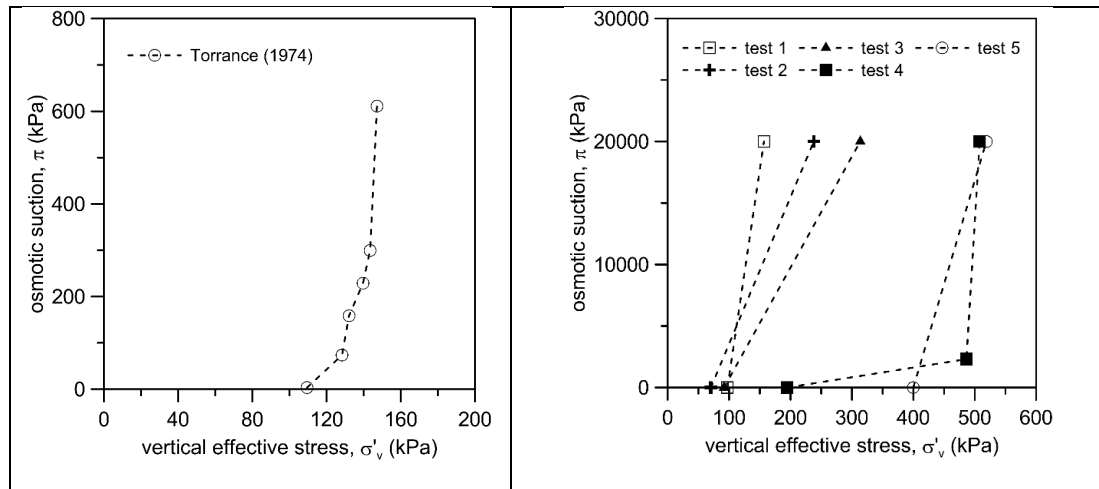 800
600
400
200
0
0 40 80 120 160 200
osmotic suction, π (kPa)
vertical effective stress, σ'v (kPa)
Torrance (1974)
30000
20000
10000
0
0 100 200 300 400 500 600
osmotic suction, π (kPa)
vertical effective stress, σ'v (kPa)
test 1 test 3 test 5
test 2 test 4